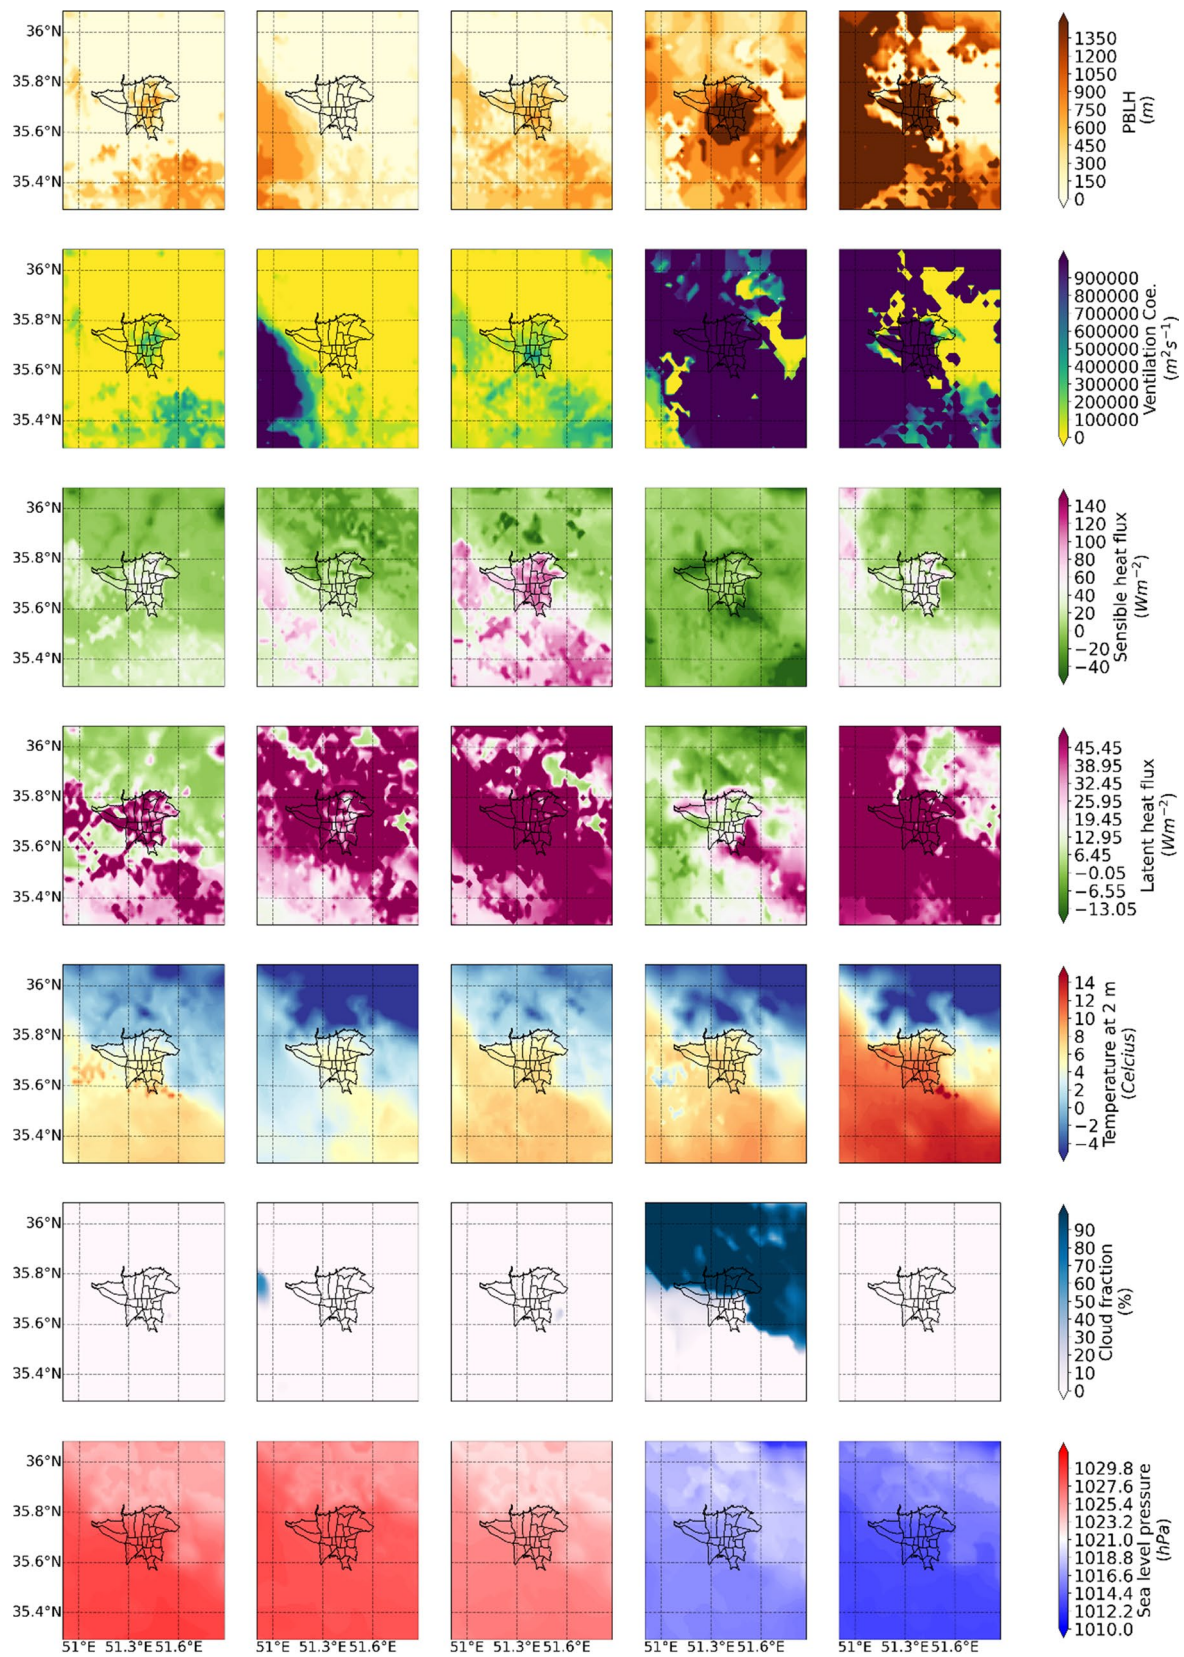 36°N
35.8°N
35.6°N
35.4°N
1350
1200
1050
900
750
600
450
300
150
0
PBLH
(m)
36°N
35.8°N
35.6°N
35.4°N
900000
800000
700000
600000
500000
400000
300000
200000
100000
0
Ventilation Coe.
(m²s⁻¹)
36°N
35.8°N
35.6°N
35.4°N
140
120
100
80
60
40
20
0
−20
−40
Sensible heat flux
(Wm⁻²)
36°N
35.8°N
35.6°N
35.4°N
45.45
38.95
32.45
25.95
19.45
12.95
6.45
−0.05
−6.55
−13.05
Latent heat flux
(Wm⁻²)
36°N
35.8°N
35.6°N
35.4°N
14
12
10
8
6
4
2
0
−2
−4
Temperature at 2 m
(Celcius)
36°N
35.8°N
35.6°N
35.4°N
90
80
70
60
50
40
30
20
10
0
Cloud fraction
(%)
36°N
35.8°N
35.6°N
35.4°N
1029.8
1027.6
1025.4
1023.2
1021.0
1018.8
1016.6
1014.4
1012.2
1010.0
Sea level pressure
(hPa)
51°E 51.3°E 51.6°E 51°E 51.3°E 51.6°E 51°E 51.3°E 51.6°E 51°E 51.3°E 51.6°E 51°E 51.3°E 51.6°E